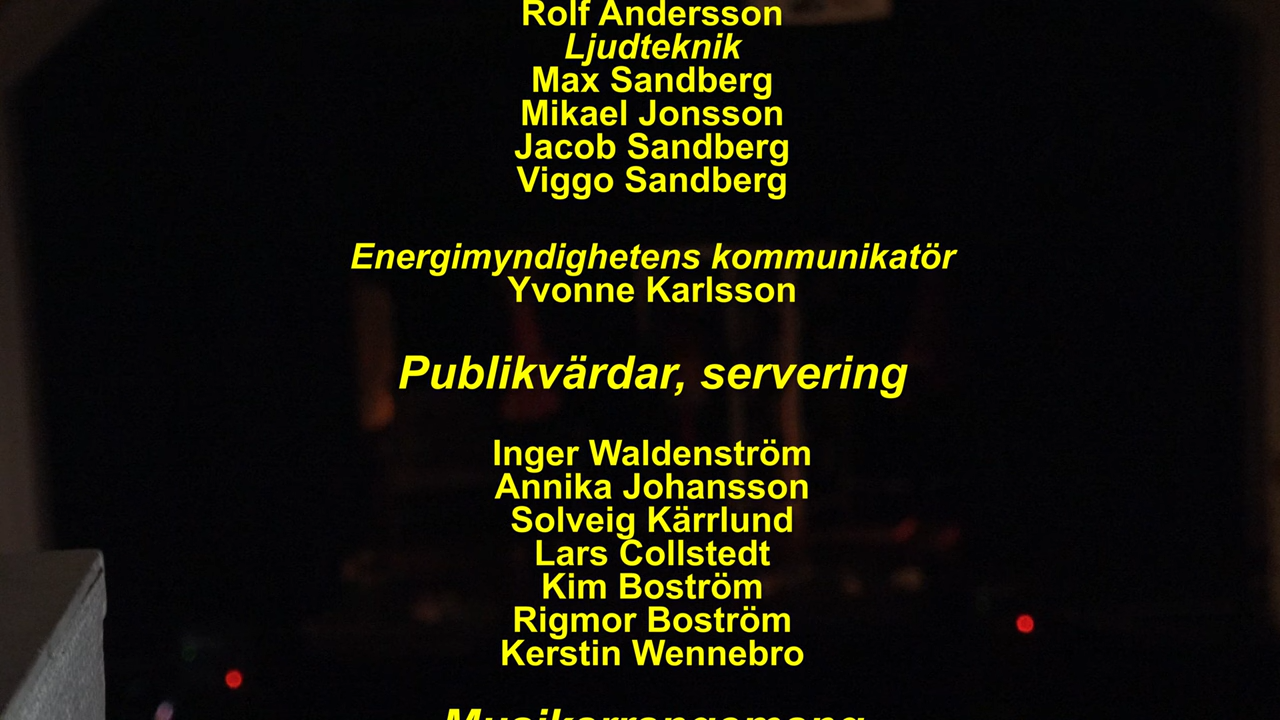 Rolf Andersson
Ljudteknik
Max Sandberg
Mikael Jonsson
Jacob Sandberg
Viggo Sandberg
Energimyndighetens kommunikatör
Yvonne Karlsson
Publikvärdar, servering
Inger Waldenström
Annika Johansson
Solveig Kärrlund
Lars Collstedt
Kim Boström
Rigmor Boström
Kerstin Wennebro
Musikarrangemang